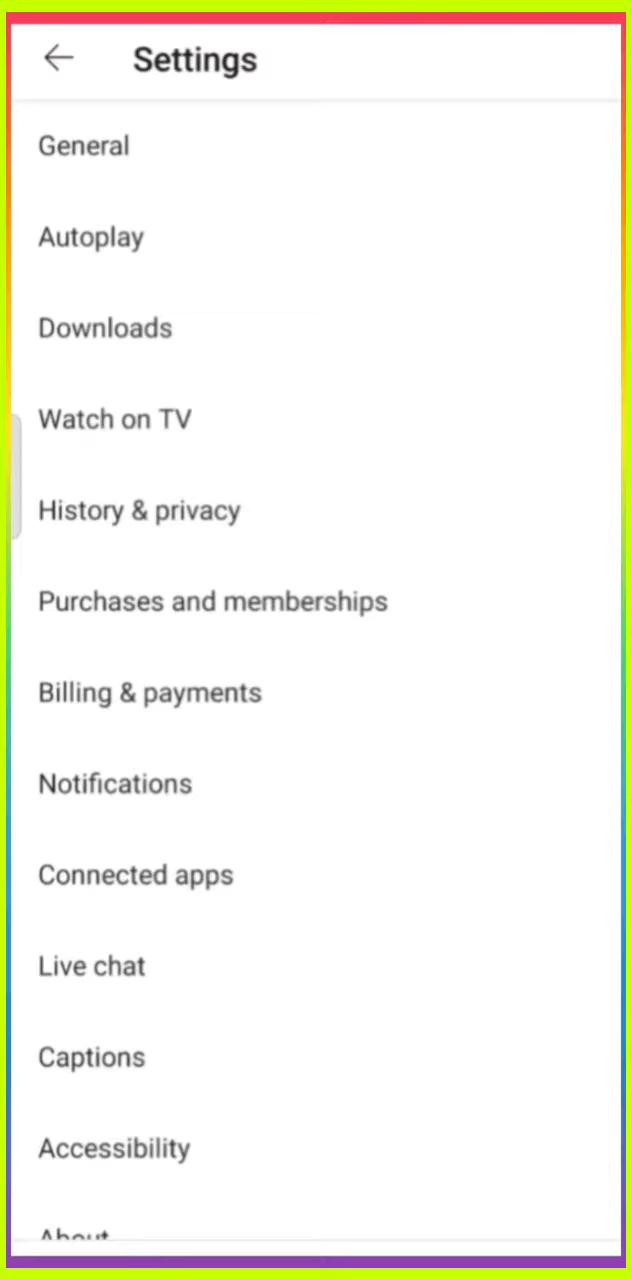 Settings
General
Autoplay
Downloads
Watch on TV
History & privacy
Purchases and memberships
Billing & payments
Notifications
Connected apps
Live chat
Captions
Accessibility
About